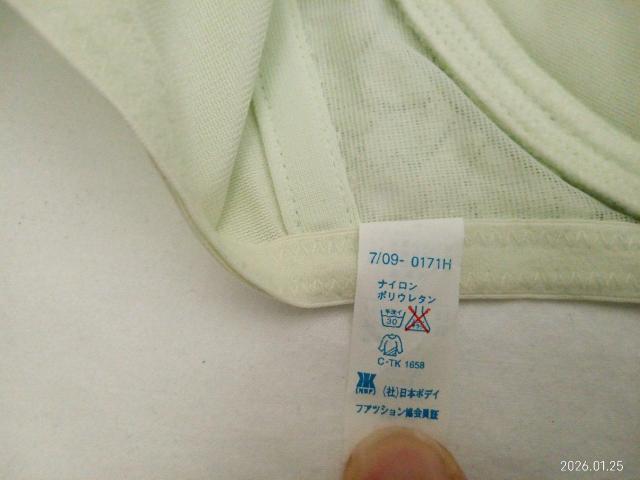 7/09- 0171H
ナイロン
ポリウレタン
手洗イ
30
C-TK 1658
NBF (社)日本ボディ
ファッション協会員証
2026.01.25